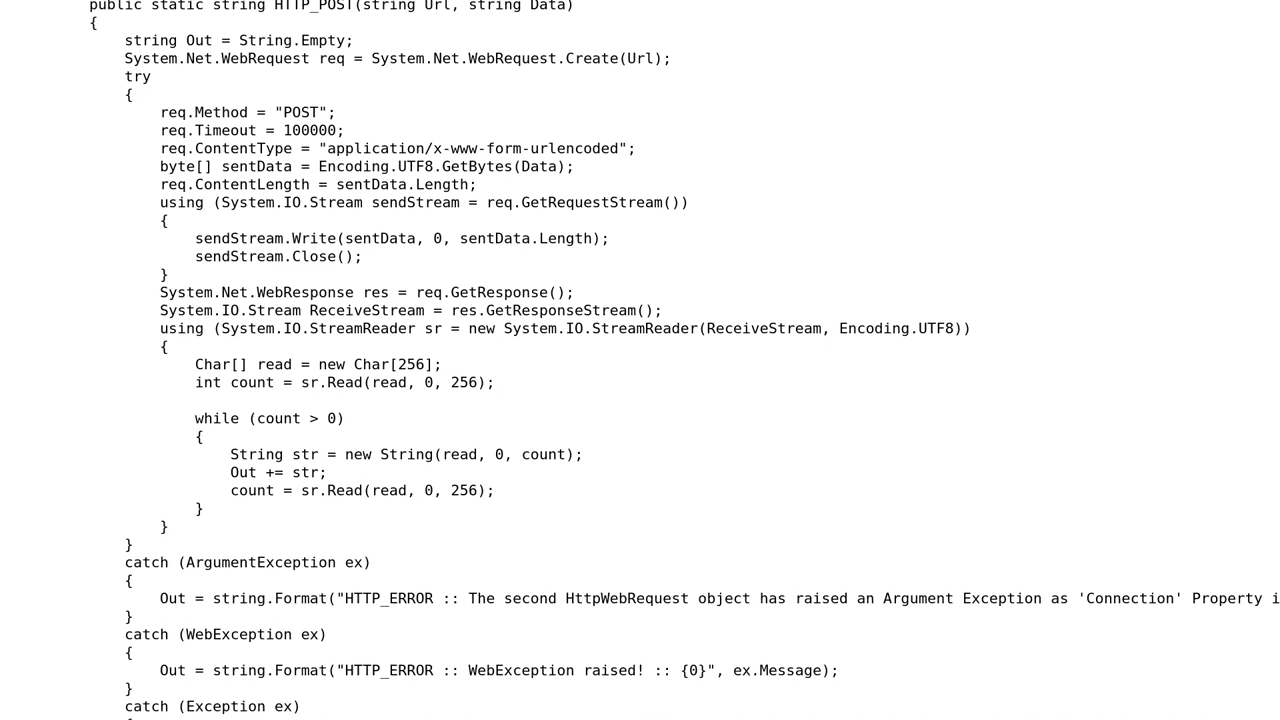 public static string HTTP_POST(string Url, string Data)
{
string Out = String.Empty;
System.Net.WebRequest req = System.Net.WebRequest.Create(Url);
try
{
req.Method = "POST";
req.Timeout = 100000;
req.ContentType = "application/x-www-form-urlencoded";
byte[] sentData = Encoding.UTF8.GetBytes(Data);
req.ContentLength = sentData.Length;
using (System.IO.Stream sendStream = req.GetRequestStream())
{
sendStream.Write(sentData, 0, sentData.Length);
sendStream.Close();
}
System.Net.WebResponse res = req.GetResponse();
System.IO.Stream ReceiveStream = res.GetResponseStream();
using (System.IO.StreamReader sr = new System.IO.StreamReader(ReceiveStream, Encoding.UTF8))
{
Char[] read = new Char[256];
int count = sr.Read(read, 0, 256);
while (count > 0)
{
String str = new String(read, 0, count);
Out += str;
count = sr.Read(read, 0, 256);
}
}
}
catch (ArgumentException ex)
{
Out = string.Format("HTTP_ERROR :: The second HttpWebRequest object has raised an Argument Exception as 'Connection' Property i
}
catch (WebException ex)
{
Out = string.Format("HTTP_ERROR :: WebException raised! :: {0}", ex.Message);
}
catch (Exception ex)
{